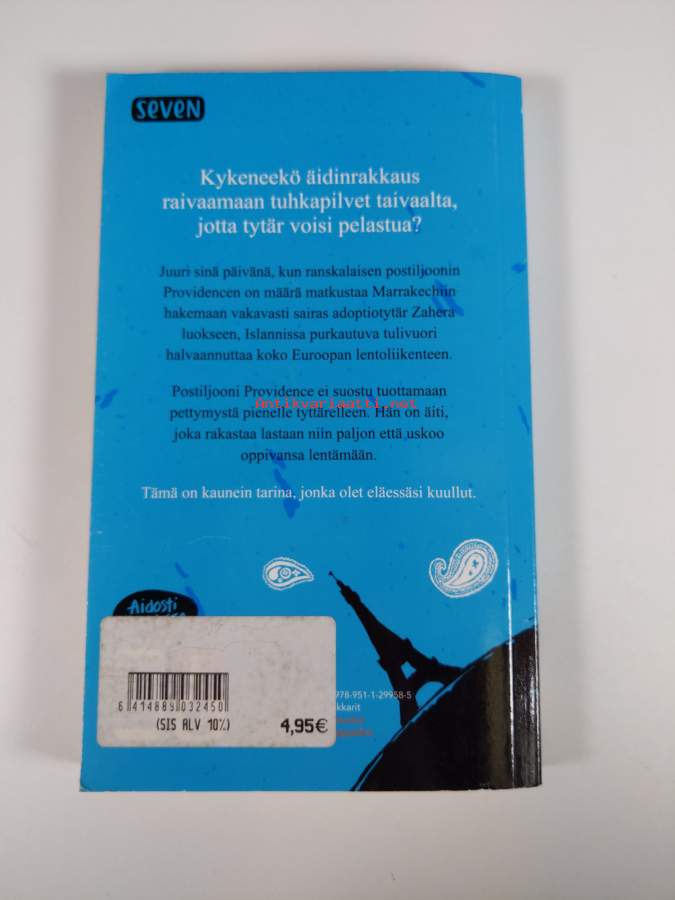 SEVEN
Kykeneekö äidinrakkaus
raivaamaan tuhkapilvet taivaalta,
jotta tytär voisi pelastua?
Juuri sinä päivänä, kun ranskalaisen postiljoonin
Providencen on määrä matkustaa Marrakechiin
hakemaan vakavasti sairas adoptiotytär Zahera
luokseen, Islannissa purkautuva tulivuori
halvaannuttaa koko Euroopan lentoliikenteen.
Postiljooni Providence ei suostu tuottamaan
Antikvariaatti.net
pettymystä pienelle tyttärelleen. Hän on äiti,
joka rakastaa lastaan niin paljon että uskoo
oppivansa lentämään.
Tämä on kaunein tarina, jonka olet eläessäsi kuullut.
Aidosti
978-951-1-29958-5
kkarit
6 414889 032450
(SIS ALV 10%) 4,95€